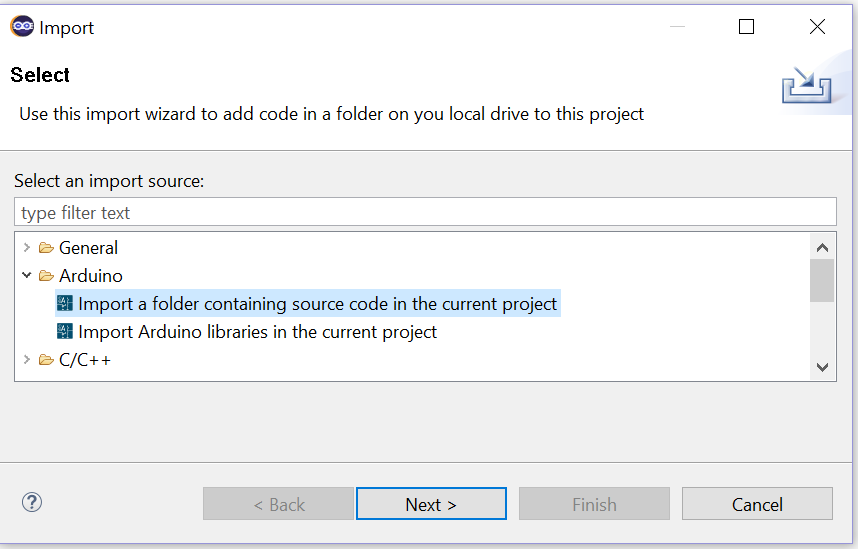 Import
Select
Use this import wizard to add code in a folder on you local drive to this project
Select an import source:
type filter text
General
Arduino
Import a folder containing source code in the current project
Import Arduino libraries in the current project
C/C++
?
< Back
Next >
Finish
Cancel